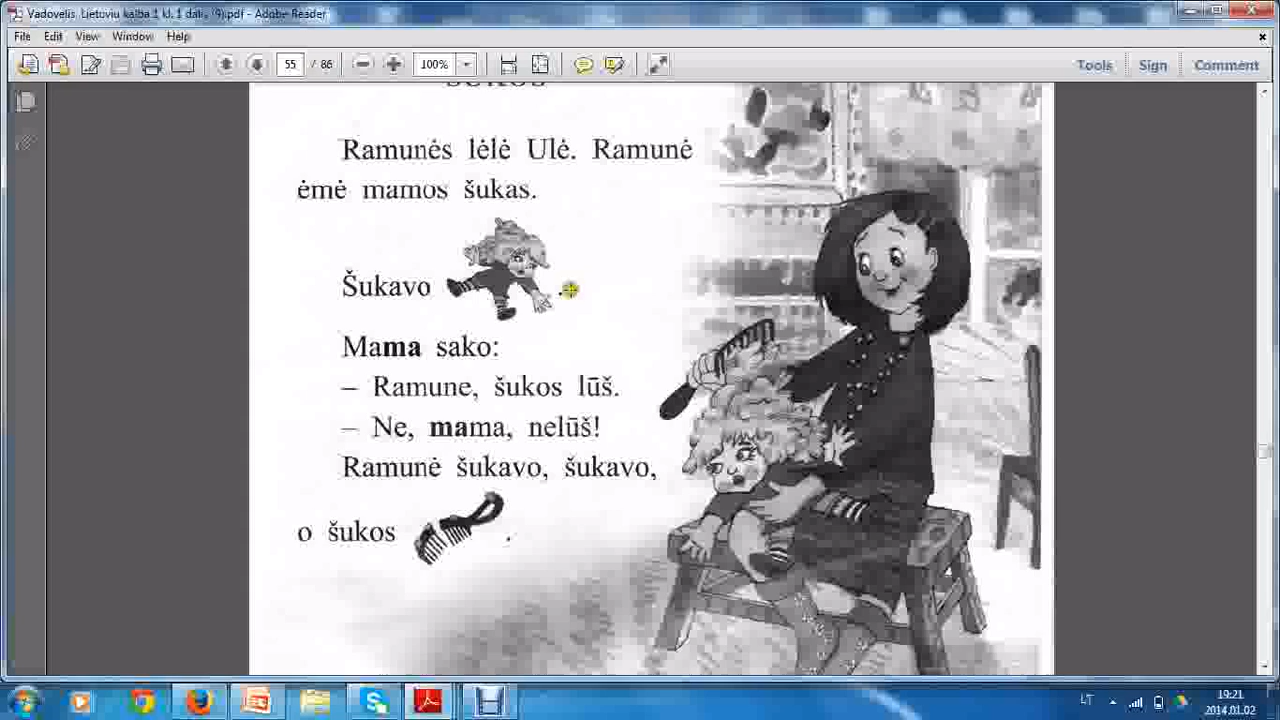 Vadovelis. Lietuviu kalba 1 kl. 1 dalis (9).pdf - Adobe Reader
File Edit View Window Help
55 / 86 100% Tools Sign Comment
Ramunės lėlė Ulė. Ramunė
ėmė mamos šukas.
Šukavo .
Mama sako:
– Ramune, šukos lūš.
– Ne, mama, nelūš!
Ramunė šukavo, šukavo,
o šukos .
LT 19:21
2014.01.02